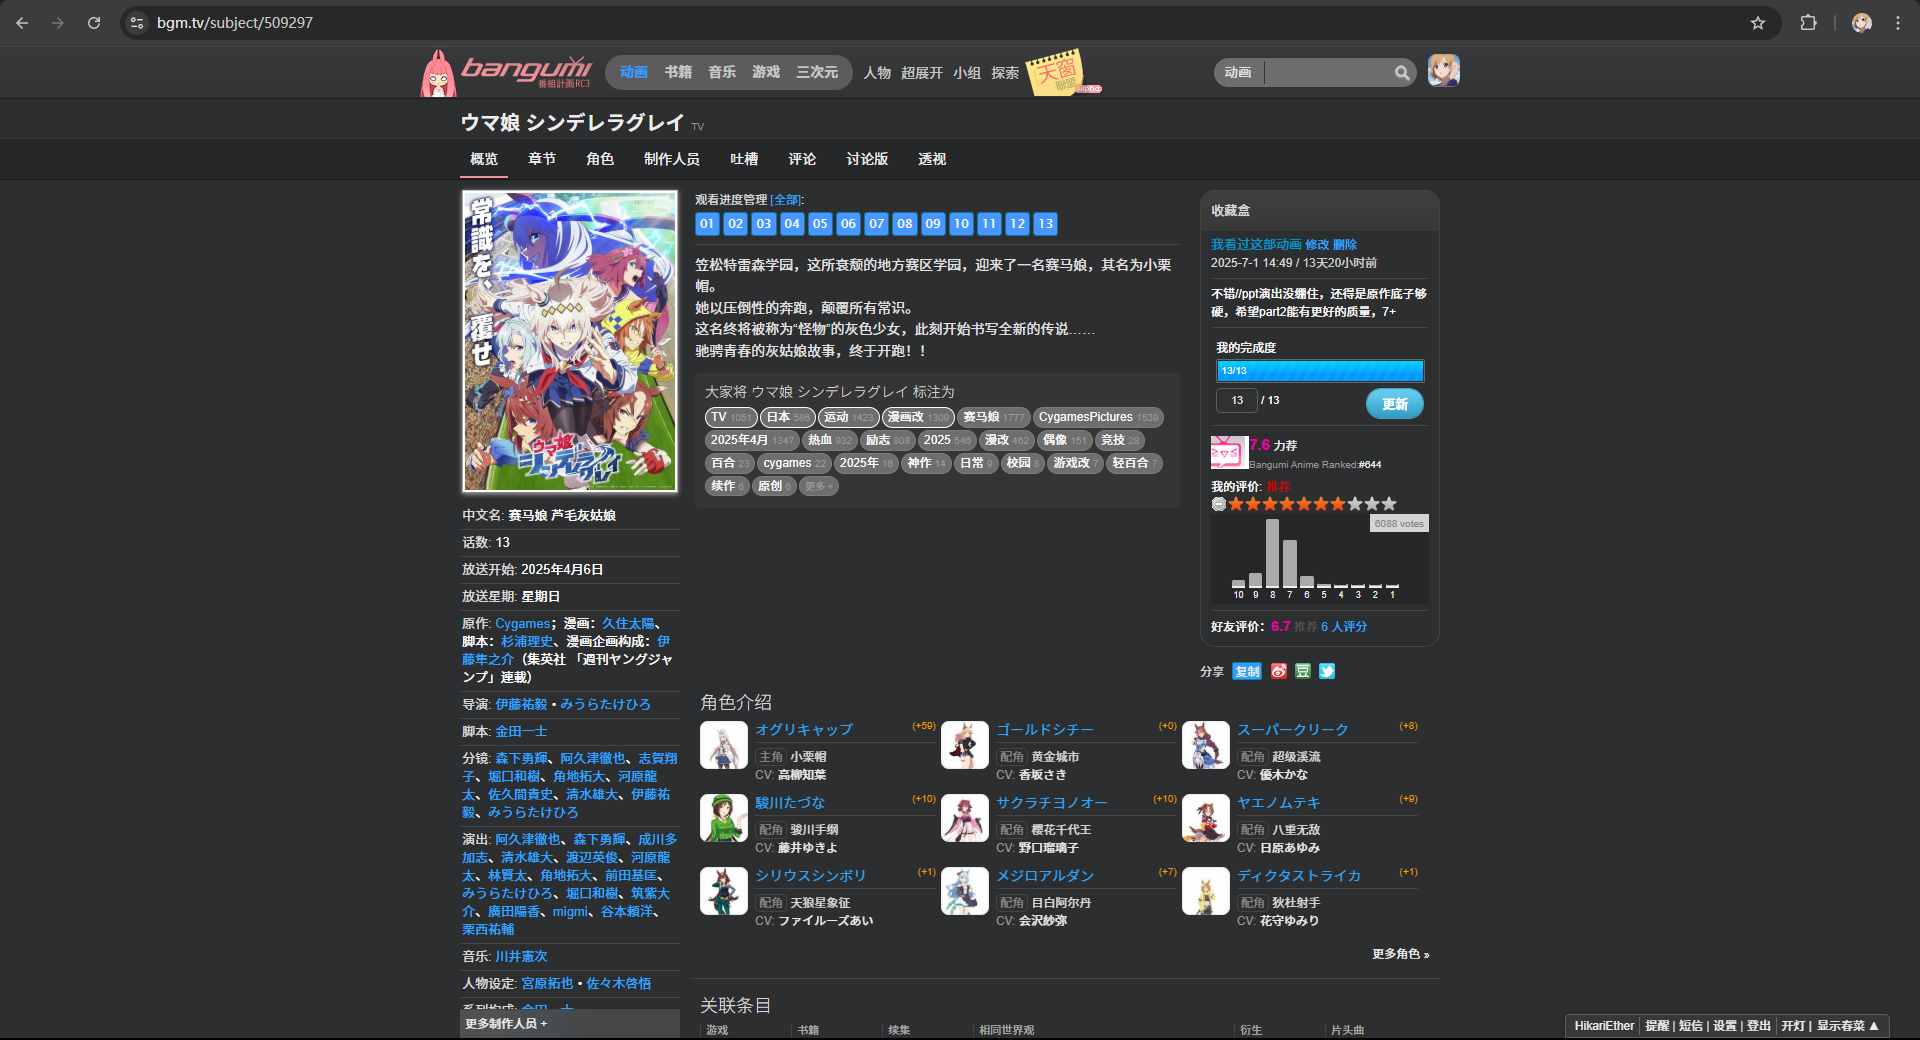 bgm.tv/subject/509297
bangumi
番組計画RC3
动画 书籍 音乐 游戏 三次元
人物 超展开 小组 探索
天窗
联盟
alpha
动画
ウマ娘 シンデレラグレイ TV
概览 章节 角色 制作人员 吐槽 评论 讨论版 透视
常識を、
覆せ
ウマ娘
シンデレラグレイ
中文名: 赛马娘 芦毛灰姑娘
话数: 13
放送开始: 2025年4月6日
放送星期: 星期日
原作: Cygames；漫画：久住太陽、
脚本：杉浦理史、漫画企画构成：伊
藤隼之介（集英社 「週刊ヤングジャ
ンプ」連載）
导演: 伊藤祐毅・みうらたけひろ
脚本: 金田一士
分镜: 森下勇輝、阿久津徹也、志賀翔
子、堀口和樹、角地拓大、河原龍
太、佐久間貴史、清水雄大、伊藤祐
毅、みうらたけひろ
演出: 阿久津徹也、森下勇輝、成川多
加志、清水雄大、渡辺英俊、河原龍
太、林賢太、角地拓大、前田基匡、
みうらたけひろ、堀口和樹、筑紫大
介、廣田陽香、migmi、谷本頼洋、
栗西祐輔
音乐: 川井憲次
人物设定: 宮原拓也・佐々木啓悟
系列构成: 金田一士
更多制作人员 +
观看进度管理 [全部]:
01 02 03 04 05 06 07 08 09 10 11 12 13
笠松特雷森学园，这所衰颓的地方赛区学园，迎来了一名赛马娘，其名为小栗
帽。
她以压倒性的奔跑，颠覆所有常识。
这名终将被称为“怪物”的灰色少女，此刻开始书写全新的传说……
驰骋青春的灰姑娘故事，终于开跑！！
大家将 ウマ娘 シンデレラグレイ 标注为
TV 1051 日本 586 运动 1423 漫画改 1309 赛马娘 1777 CygamesPictures 1539
2025年4月 1347 热血 932 励志 808 2025 546 漫改 462 偶像 151 竞技 28
百合 23 cygames 22 2025年 16 神作 14 日常 9 校园 8 游戏改 7 轻百合 7
续作 6 原创 6 更多 +
收藏盒
我看过这部动画 修改 删除
2025-7-1 14:49 / 13天20小时前
不错//ppt演出没绷住，还得是原作底子够
硬，希望part2能有更好的质量，7+
我的完成度
13/13
13 / 13
更新
7.6 力荐
Bangumi Anime Ranked:#644
我的评价: 推荐
6088 votes
10 9 8 7 6 5 4 3 2 1
好友评价：6.7 推荐 6 人评分
分享 复制
豆
角色介绍
オグリキャップ (+59)
主角 小栗帽
CV: 高柳知葉
ゴールドシチー (+0)
配角 黄金城市
CV: 香坂さき
スーパークリーク (+8)
配角 超级溪流
CV: 優木かな
駿川たづな (+10)
配角 骏川手纲
CV: 藤井ゆきよ
サクラチヨノオー (+10)
配角 樱花千代王
CV: 野口瑠璃子
ヤエノムテキ (+9)
配角 八重无敌
CV: 日原あゆみ
シリウスシンボリ (+1)
配角 天狼星象征
CV: ファイルーズあい
メジロアルダン (+7)
配角 目白阿尔丹
CV: 会沢紗弥
ディクタストライカ (+1)
配角 狄杜射手
CV: 花守ゆみり
更多角色 »
关联条目
游戏 书籍 续集 相同世界观 衍生 片头曲
HikariEther 提醒 | 短信 | 设置 | 登出 开灯 | 显示春菜 ▲